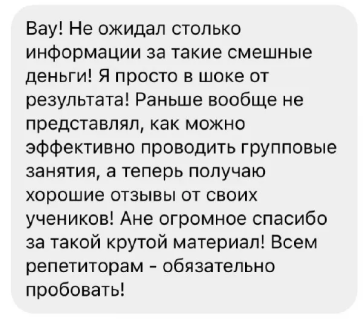 Вау! Не ожидал столько
информации за такие смешные
деньги! Я просто в шоке от
результата! Раньше вообще не
представлял, как можно
эффективно проводить групповые
занятия, а теперь получаю
хорошие отзывы от своих
учеников! Ане огромное спасибо
за такой крутой материал! Всем
репетиторам - обязательно
пробовать!